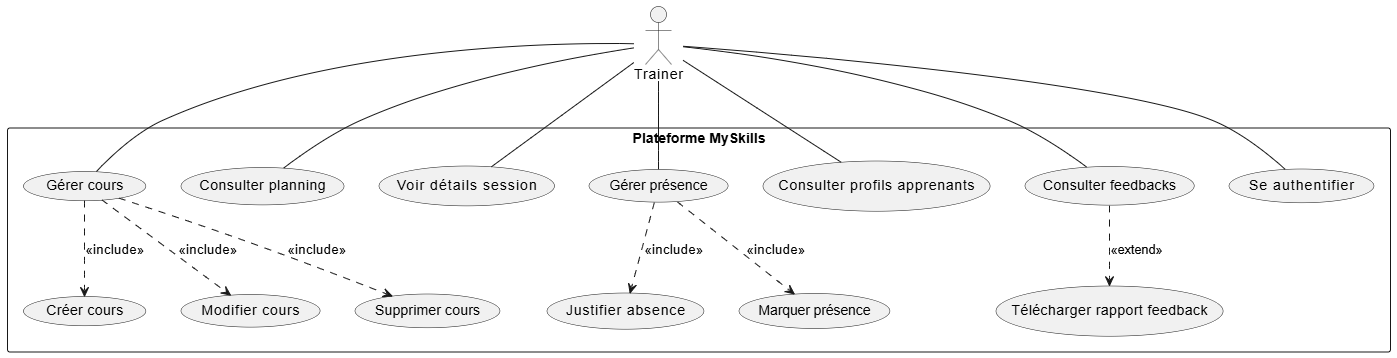 Trainer
Plateforme MySkills
Gérer cours
Consulter planning
Voir détails session
Gérer présence
Consulter profils apprenants
Consulter feedbacks
Se authentifier
«include»
«include»
«include»
«include»
«include»
«extend»
Créer cours
Modifier cours
Supprimer cours
Justifier absence
Marquer présence
Télécharger rapport feedback